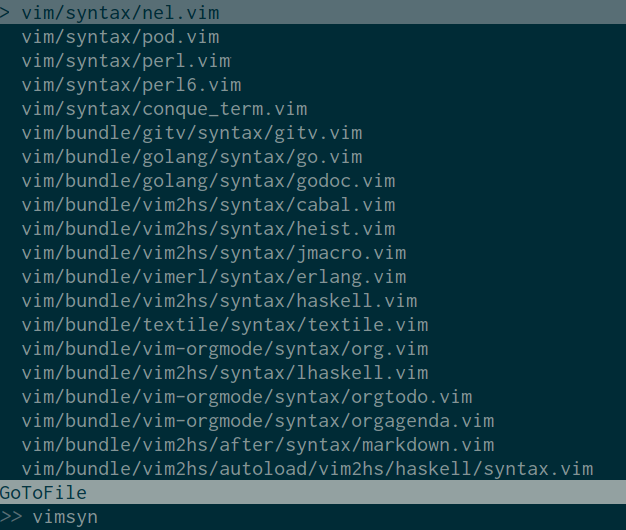 > vim/syntax/nel.vim
vim/syntax/pod.vim
vim/syntax/perl.vim
vim/syntax/perl6.vim
vim/syntax/conque_term.vim
vim/bundle/gitv/syntax/gitv.vim
vim/bundle/golang/syntax/go.vim
vim/bundle/golang/syntax/godoc.vim
vim/bundle/vim2hs/syntax/cabal.vim
vim/bundle/vim2hs/syntax/heist.vim
vim/bundle/vim2hs/syntax/jmacro.vim
vim/bundle/vimerl/syntax/erlang.vim
vim/bundle/vim2hs/syntax/haskell.vim
vim/bundle/textile/syntax/textile.vim
vim/bundle/vim-orgmode/syntax/org.vim
vim/bundle/vim2hs/syntax/lhaskell.vim
vim/bundle/vim-orgmode/syntax/orgtodo.vim
vim/bundle/vim-orgmode/syntax/orgagenda.vim
vim/bundle/vim2hs/after/syntax/markdown.vim
vim/bundle/vim2hs/autoload/vim2hs/haskell/syntax.vim
GoToFile
>> vimsyn